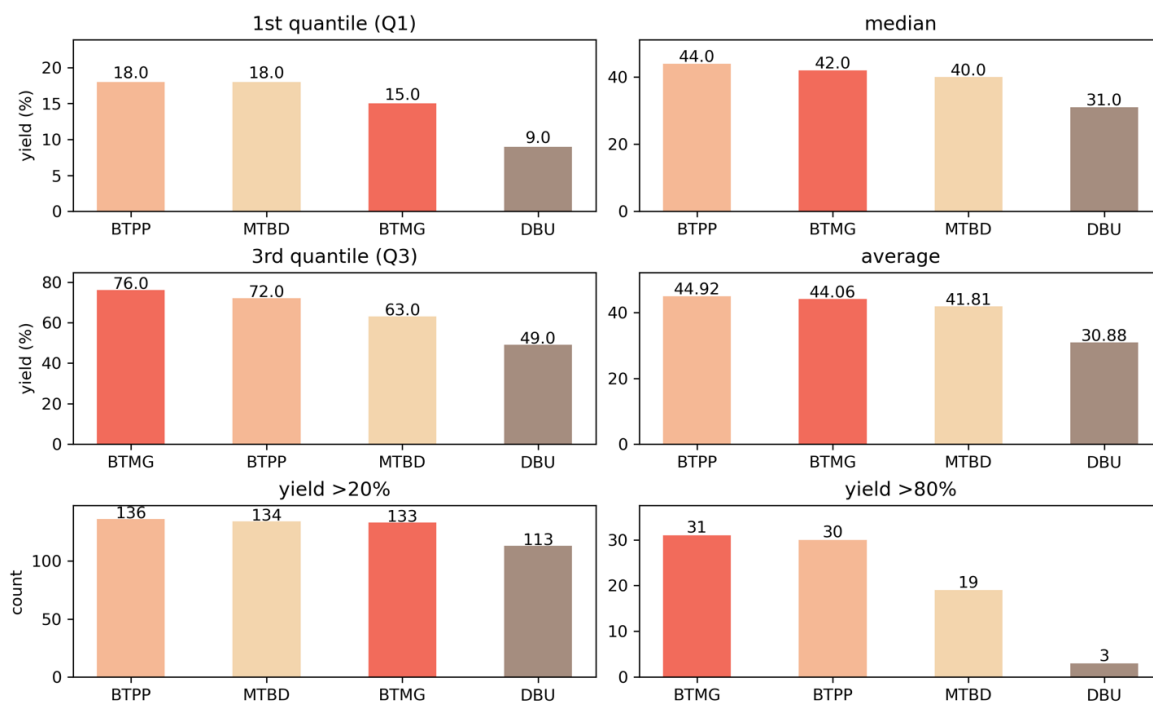 1st quantile (Q1)
yield (%)
20
15
10
5
0
18.0
18.0
15.0
9.0
BTPP
MTBD
BTMG
DBU
median
40
20
0
44.0
42.0
40.0
31.0
BTPP
BTMG
MTBD
DBU
3rd quantile (Q3)
yield (%)
80
60
40
20
0
76.0
72.0
63.0
49.0
BTMG
BTPP
MTBD
DBU
average
40
20
0
44.92
44.06
41.81
30.88
BTPP
BTMG
MTBD
DBU
yield >20%
count
100
50
0
136
134
133
113
BTPP
MTBD
BTMG
DBU
yield >80%
30
20
10
0
31
30
19
3
BTMG
BTPP
MTBD
DBU